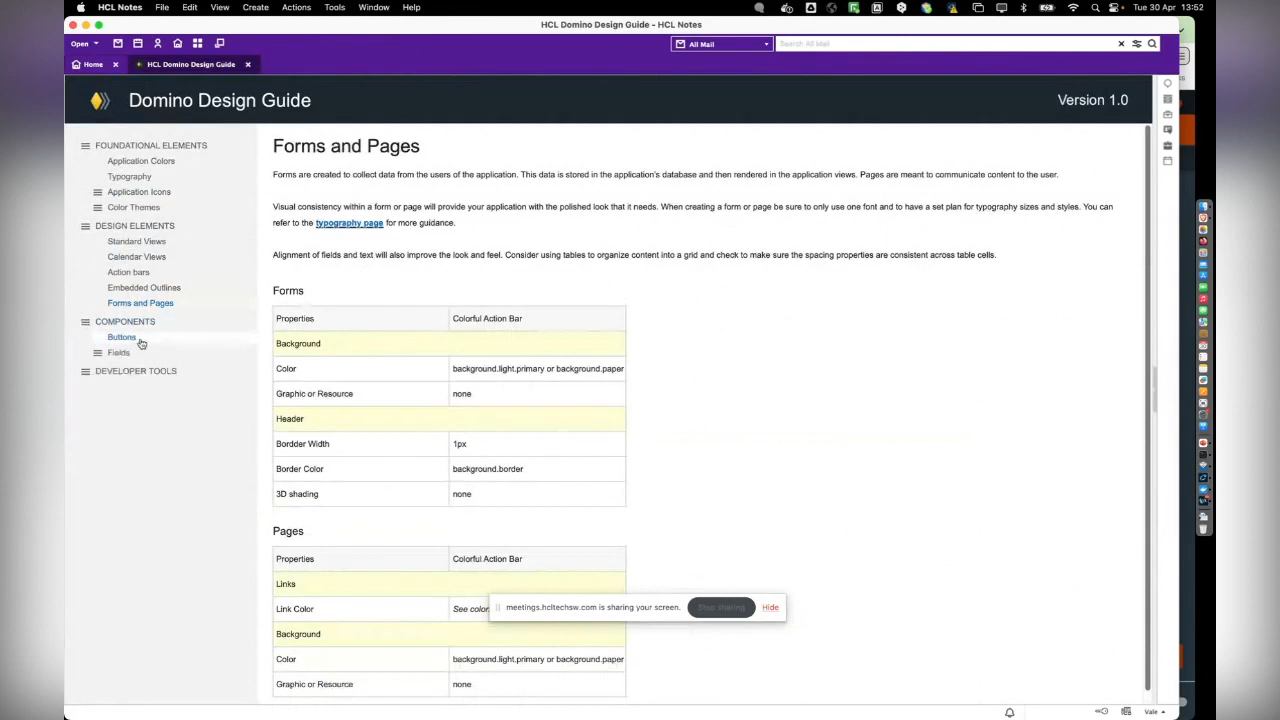 HCL Notes File Edit View Create Actions Tools Window Help
Tue 30 Apr 13:52
HCL Domino Design Guide - HCL Notes
Open
All Mail
Search All Mail
Home
HCL Domino Design Guide
Domino Design Guide
Version 1.0
FOUNDATIONAL ELEMENTS
Application Colors
Typography
Application Icons
Color Themes
DESIGN ELEMENTS
Standard Views
Calendar Views
Action bars
Embedded Outlines
Forms and Pages
COMPONENTS
Buttons
Fields
DEVELOPER TOOLS
Forms and Pages
Forms are created to collect data from the users of the application. This data is stored in the application's database and then rendered in the application views. Pages are meant to communicate content to the user.
Visual consistency within a form or page will provide your application with the polished look that it needs. When creating a form or page be sure to only use one font and to have a set plan for typography sizes and styles. You can
refer to the typography page for more guidance.
Alignment of fields and text will also improve the look and feel. Consider using tables to organize content into a grid and check to make sure the spacing properties are consistent across table cells.
Forms
Properties Colorful Action Bar
Background
Color background.light.primary or background.paper
Graphic or Resource none
Header
Bordder Width 1px
Border Color background.border
3D shading none
Pages
Properties Colorful Action Bar
Links
Link Color See color
Background
Color background.light.primary or background.paper
Graphic or Resource none
meetings.hcltechsw.com is sharing your screen. Stop sharing Hide
Vale